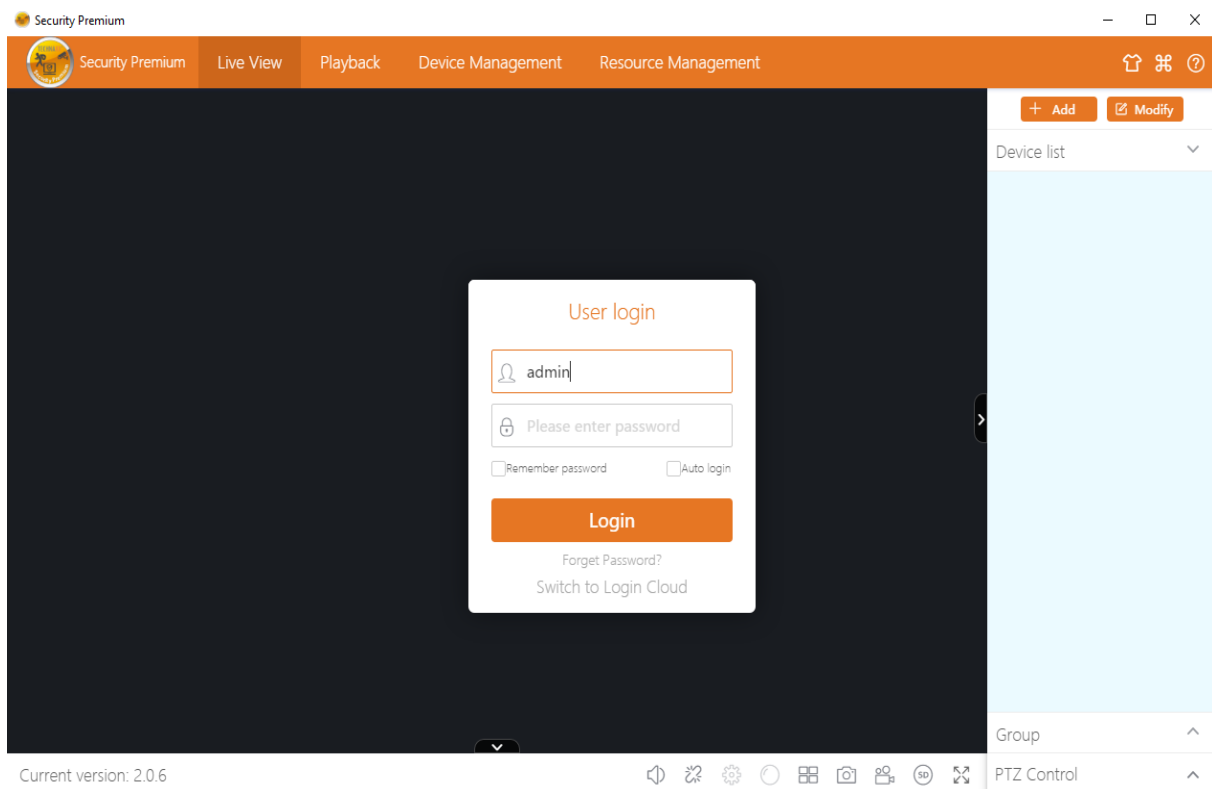 Security Premium
Security Premium Live View Playback Device Management Resource Management
+ Add Modify
Device list
User login
admin
Please enter password
Remember password Auto login
Login
Forget Password?
Switch to Login Cloud
Group
Current version: 2.0.6
SD
PTZ Control